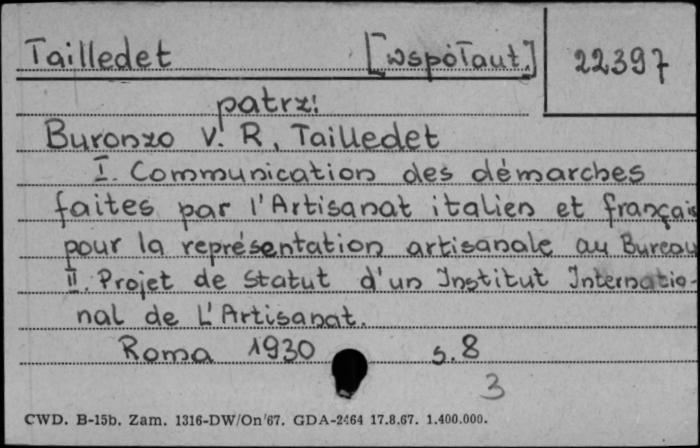 Tailledet [współaut.] 22397
patrz:
Buronzo V. R, Tailledet
I. Communication des démarches
faites par l'Artisanat italien et français
pour la représentation artisanale au Bureau
II. Projet de Statut d'un Institut Internatio-
nal de L'Artisanat.
Roma 1930 s. 8
3
CWD. B-15b. Zam. 1316-DW/On/67. GDA-2464 17.8.67. 1.400.000.